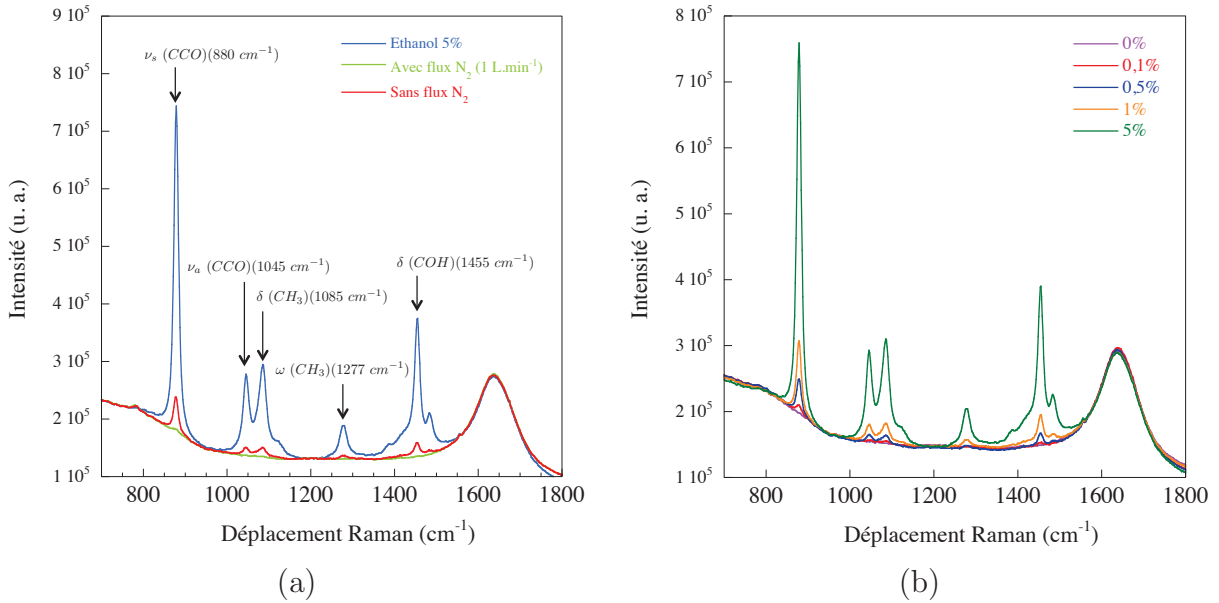 9 10⁵
8 10⁵
7 10⁵
6 10⁵
5 10⁵
4 10⁵
3 10⁵
2 10⁵
1 10⁵
Intensité (u. a.)
ν_s (CCO)(880 cm⁻¹)
Ethanol 5%
Avec flux N₂ (1 L.min⁻¹)
Sans flux N₂
ν_a (CCO)(1045 cm⁻¹)
δ (COH)(1455 cm⁻¹)
δ (CH₃)(1085 cm⁻¹)
ω (CH₃)(1277 cm⁻¹)
800 1000 1200 1400 1600 1800
Déplacement Raman (cm⁻¹)
(a)
8 10⁵
7 10⁵
6 10⁵
5 10⁵
4 10⁵
3 10⁵
2 10⁵
1 10⁵
Intensité (u. a.)
0%
0,1%
0,5%
1%
5%
800 1000 1200 1400 1600 1800
Déplacement Raman (cm⁻¹)
(b)